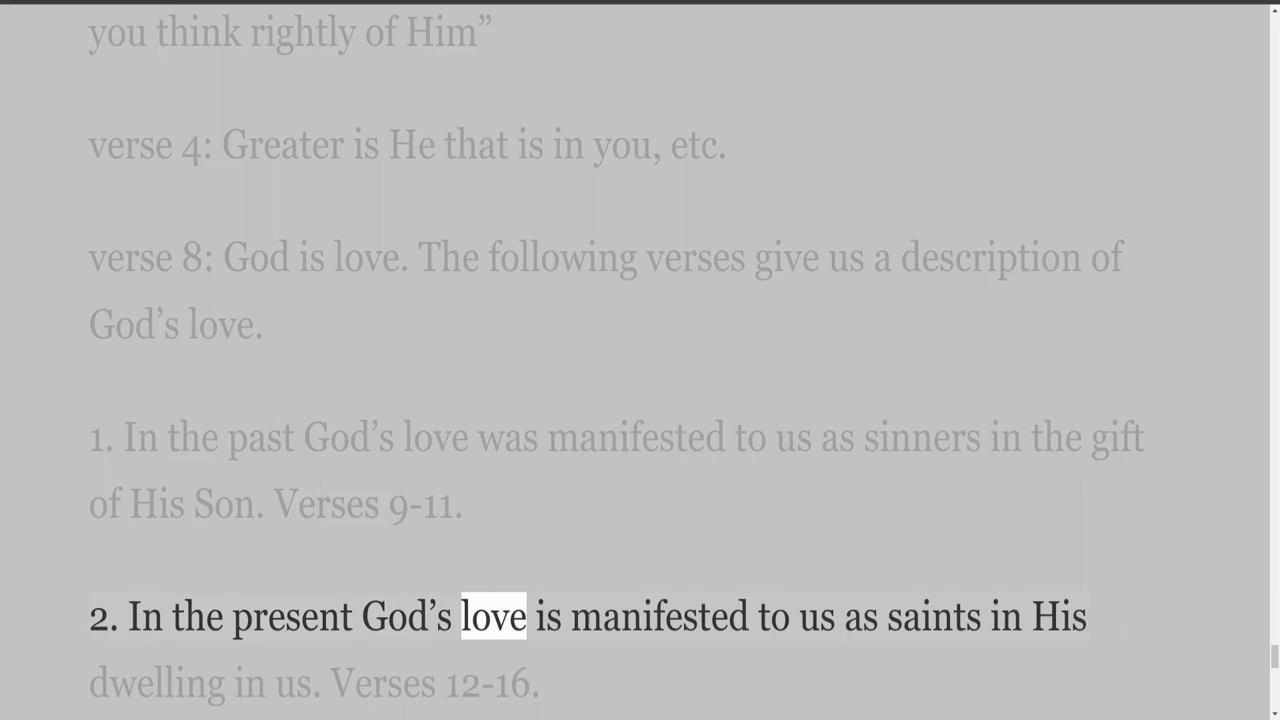 you think rightly of Him”
verse 4: Greater is He that is in you, etc.
verse 8: God is love. The following verses give us a description of
God’s love.
1. In the past God’s love was manifested to us as sinners in the gift
of His Son. Verses 9-11.
2. In the present God’s love is manifested to us as saints in His
dwelling in us. Verses 12-16.